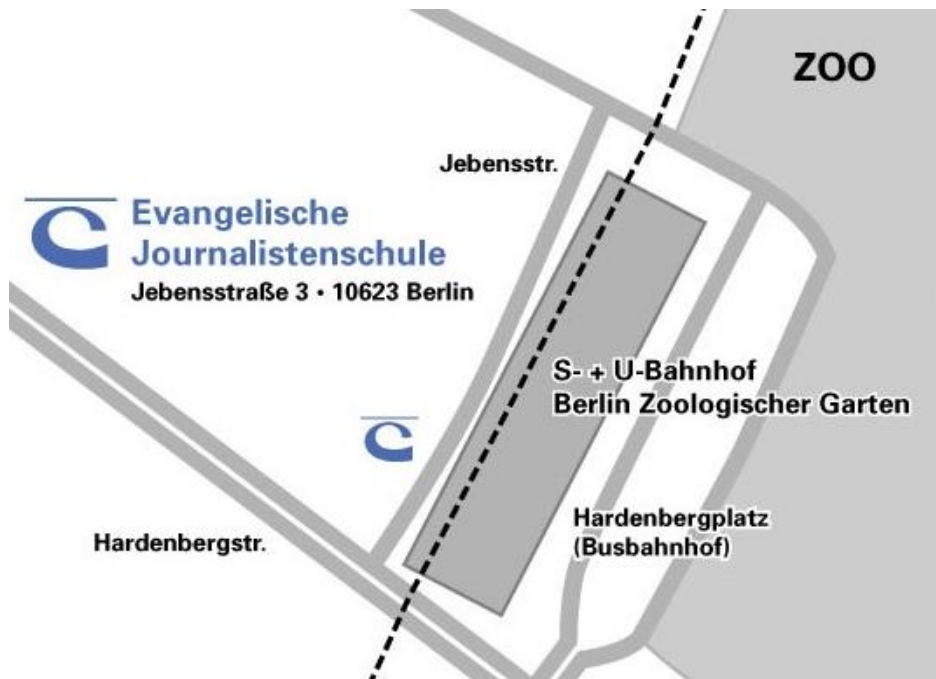 ZOO
Jebensstr.
Evangelische
Journalistenschule
Jebensstraße 3 • 10623 Berlin
S- + U-Bahnhof
Berlin Zoologischer Garten
Hardenbergplatz
(Busbahnhof)
Hardenbergstr.